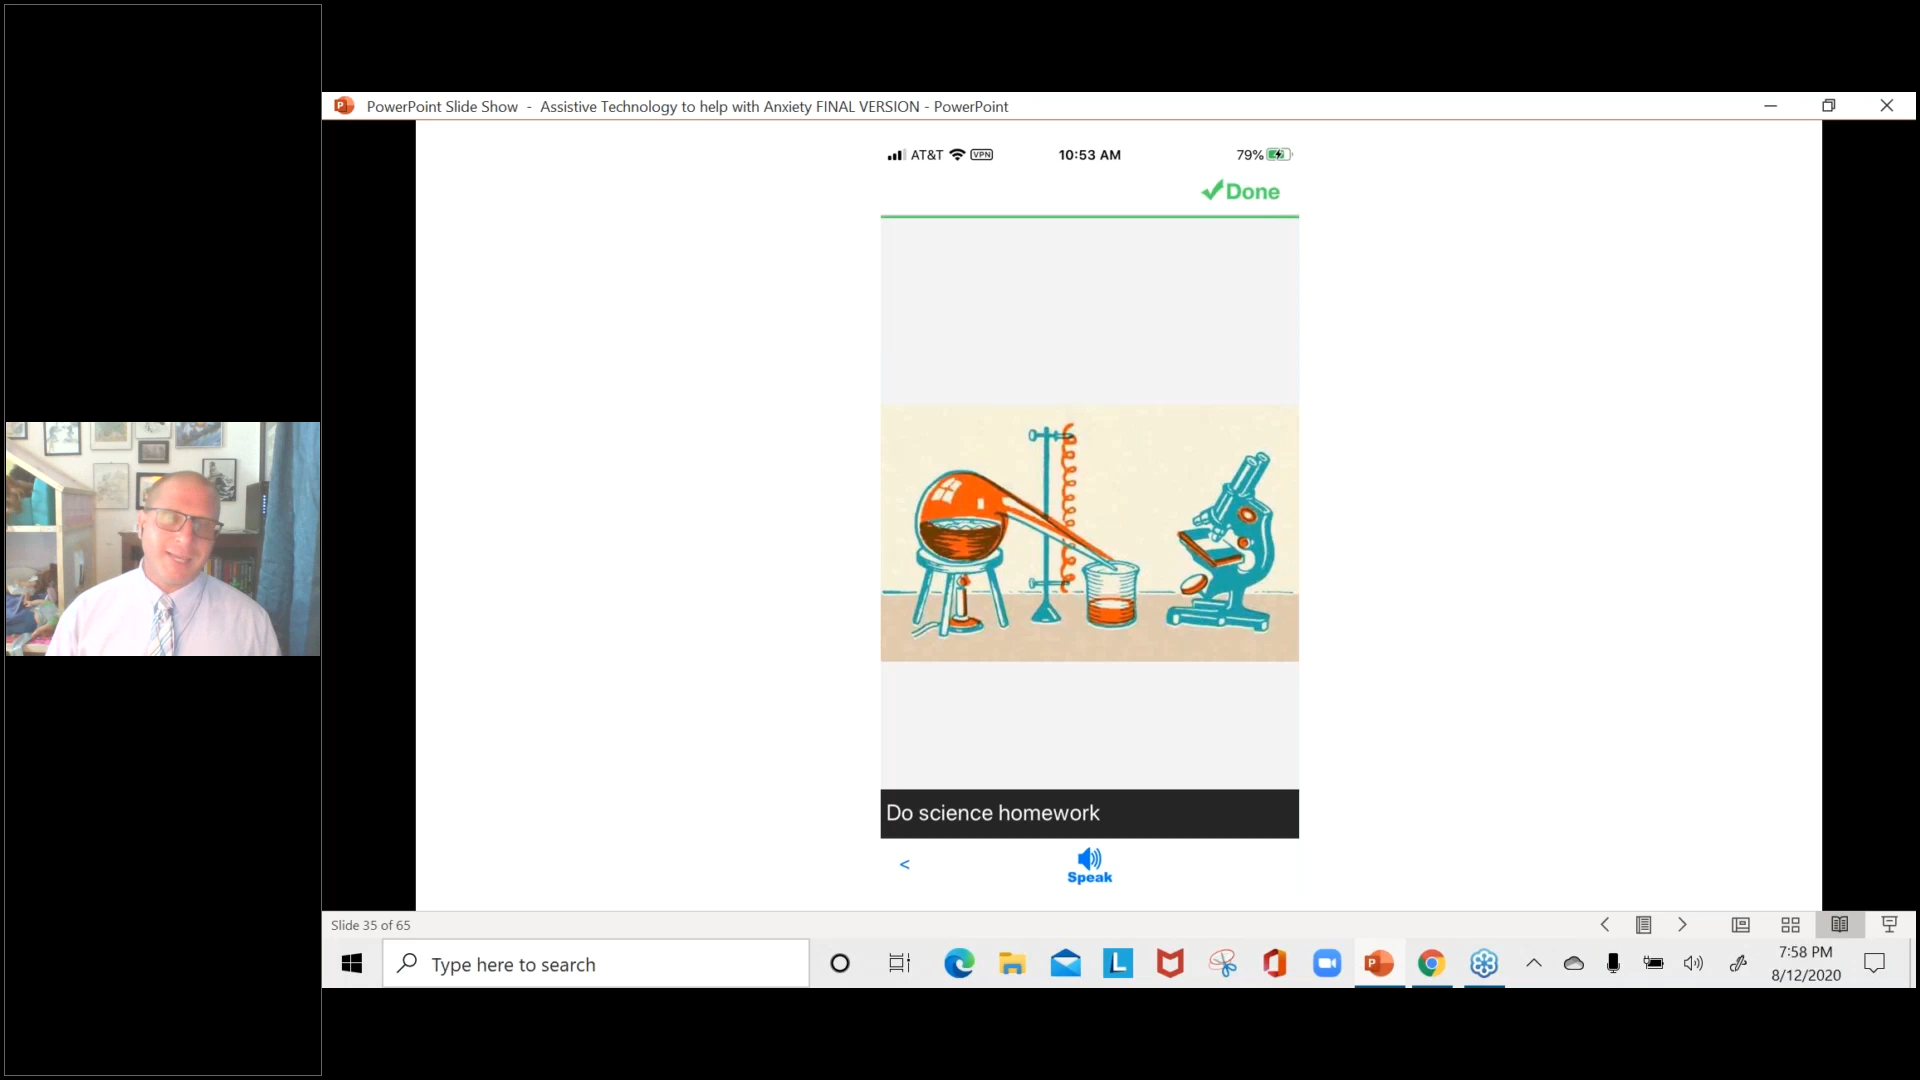 PowerPoint Slide Show - Assistive Technology to help with Anxiety FINAL VERSION - PowerPoint
AT&T VPN 10:53 AM 79%
Done
Do science homework
<
Speak
Slide 35 of 65
Type here to search
7:58 PM
8/12/2020